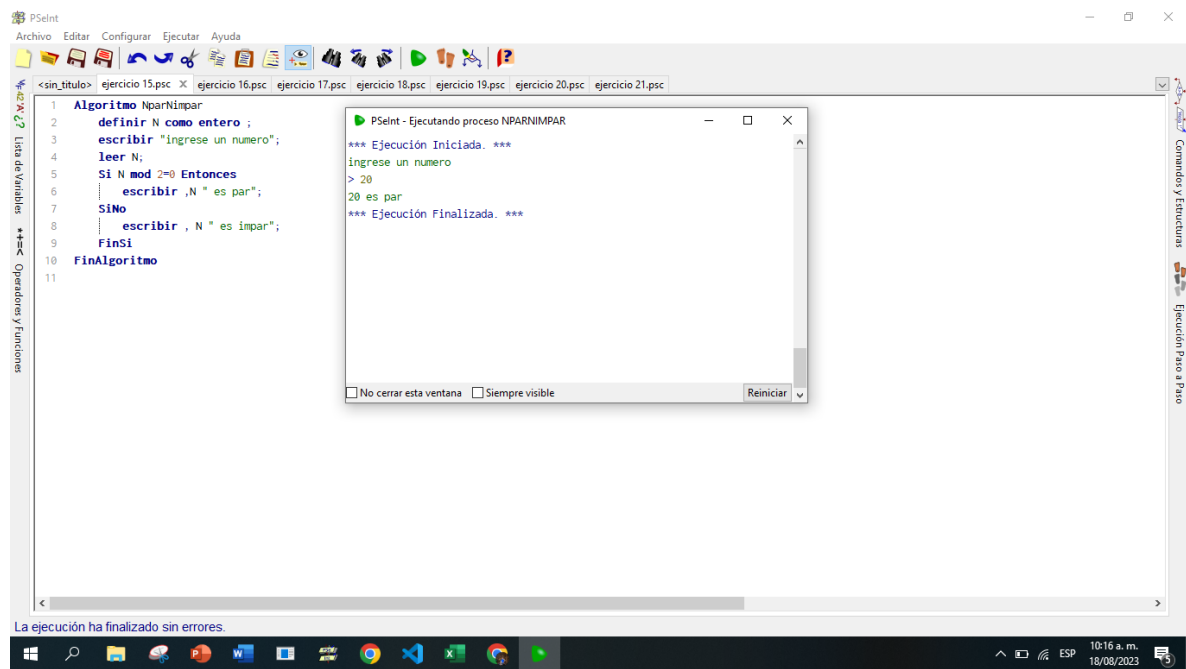 PSeInt
Archivo Editar Configurar Ejecutar Ayuda
<sin_titulo> ejercicio 15.psc X ejercicio 16.psc ejercicio 17.psc ejercicio 18.psc ejercicio 19.psc ejercicio 20.psc ejercicio 21.psc
1 Algoritmo NparNimpar
2 definir N como entero ;
3 escribir "ingrese un numero";
4 leer N;
5 Si N mod 2=0 Entonces
6 escribir ,N " es par";
7 SiNo
8 escribir , N " es impar";
9 FinSi
10 FinAlgoritmo
11
PSeInt - Ejecutando proceso NPARNIMPAR
*** Ejecución Iniciada. ***
ingrese un numero
> 20
20 es par
*** Ejecución Finalizada. ***
No cerrar esta ventana Siempre visible Reiniciar
Lista de Variables
*+=< Operadores y Funciones
Comandos y Estructuras
Ejecución Paso a Paso
La ejecución ha finalizado sin errores.
ESP
10:16 a. m.
18/08/2023
5